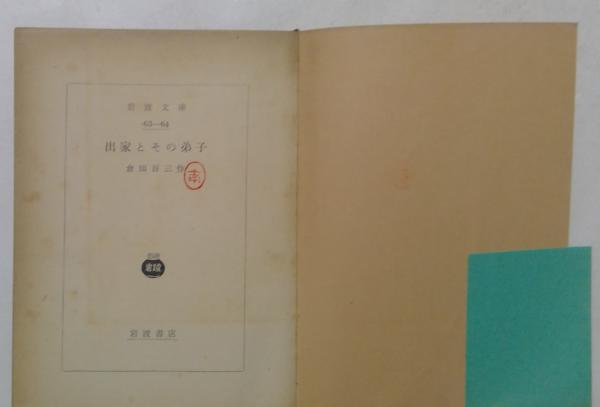 岩波文庫
63—64
出家とその弟子
倉田百三作
岩波書店